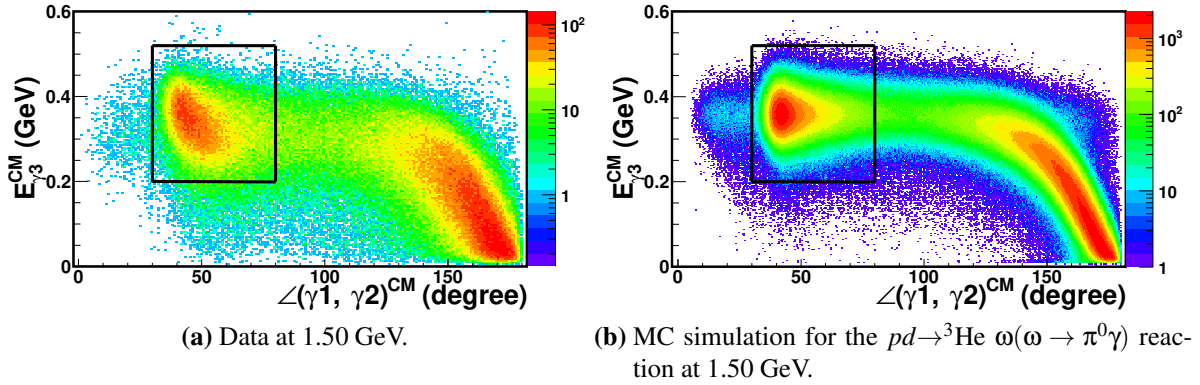 0.6
0.4
0.2
0
E^CM_γ3 (GeV)
0 50 100 150
∠(γ1, γ2)^CM (degree)
10^2
10
1
(a) Data at 1.50 GeV.
0.6
0.4
0.2
0
E^CM_γ3 (GeV)
0 50 100 150
∠(γ1, γ2)^CM (degree)
10^3
10^2
10
1
(b) MC simulation for the pd→³He ω(ω → π⁰γ) reac-
tion at 1.50 GeV.